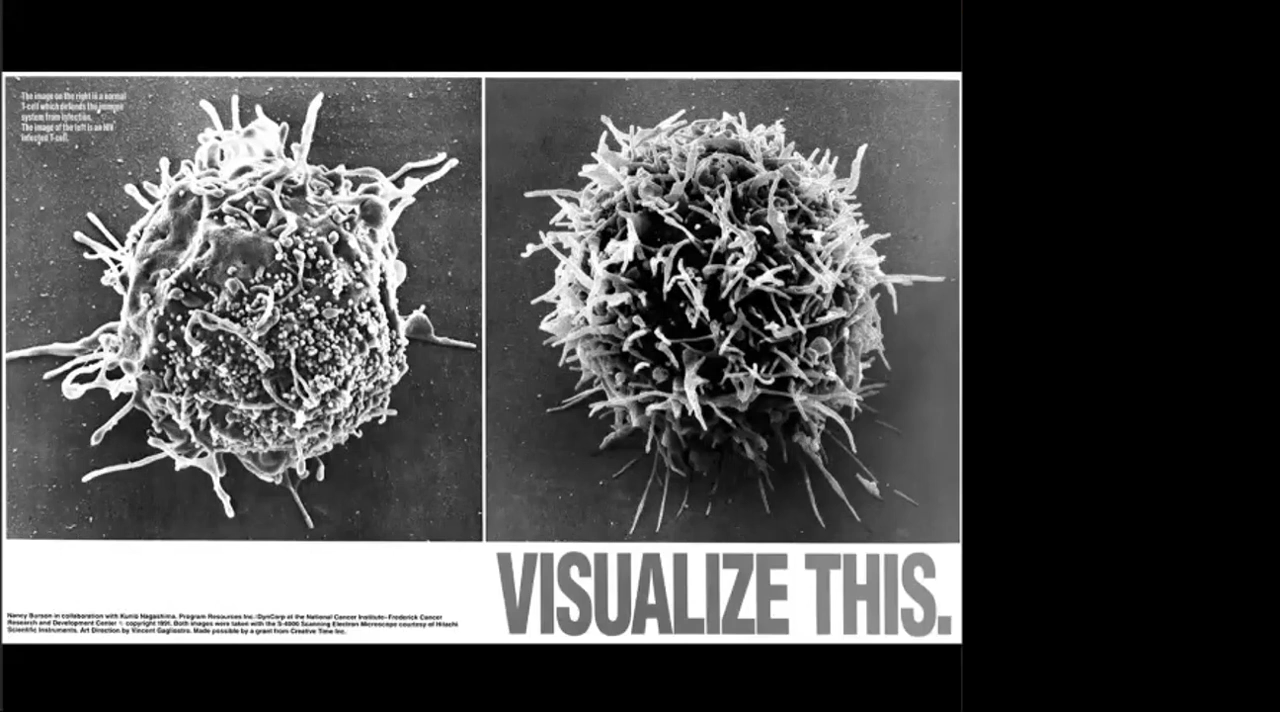 The image on the right is a normal
T-cell which defends the immune
system from infection.
The image of the left is an HIV
infected T-cell.
VISUALIZE THIS.
Nancy Burson in collaboration with Kunio Nagashima, Program Resources Inc./DynCorp at the National Cancer Institute–Frederick Cancer
Research and Development Center © copyright 1991. Both images were taken with the S-4000 Scanning Electron Microscope courtesy of Hitachi
Scientific Instruments. Art Direction by Vincent Gagliostro. Made possible by a grant from Creative Time Inc.